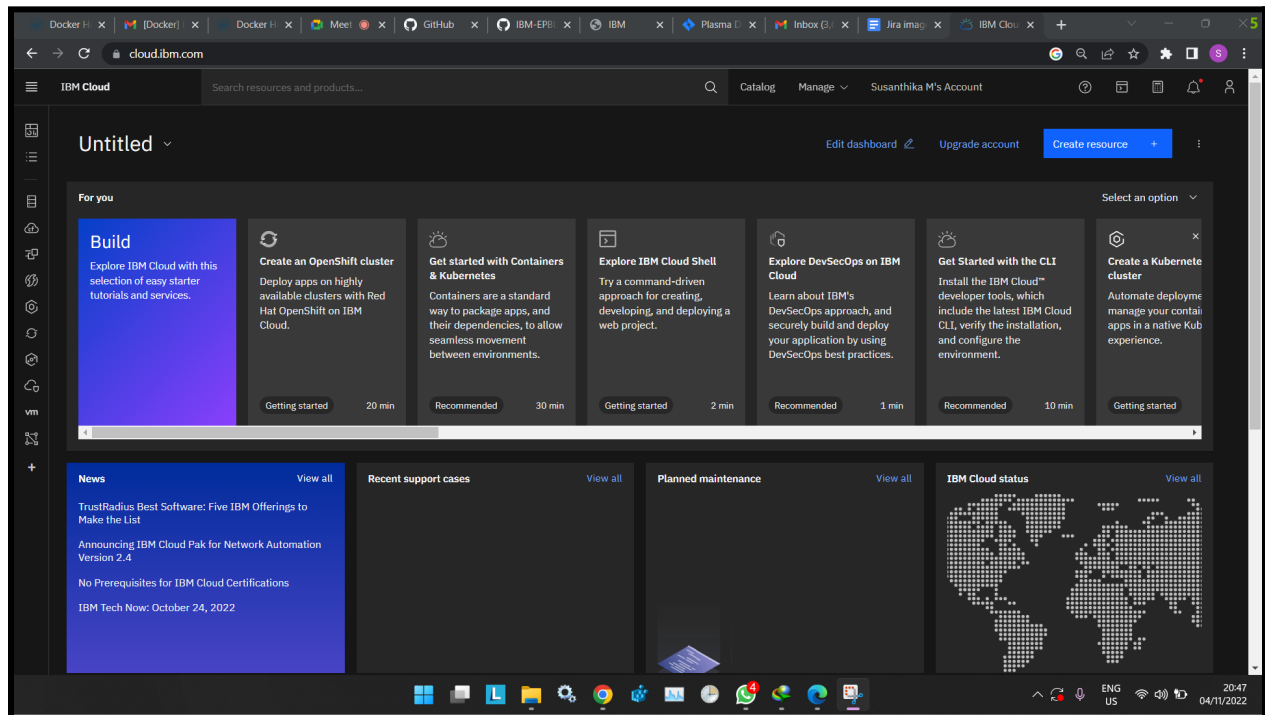 Docker H
[Docker]
Docker H
Meet
GitHub
IBM-EPBL
IBM
Plasma D
Inbox (3,
Jira imag
IBM Clou
5
cloud.ibm.com
S
IBM Cloud
Search resources and products...
Catalog
Manage
Susanthika M's Account
Untitled
Edit dashboard
Upgrade account
Create resource +
For you
Select an option
Build
Explore IBM Cloud with this
selection of easy starter
tutorials and services.
Create an OpenShift cluster
Deploy apps on highly
available clusters with Red
Hat OpenShift on IBM
Cloud.
Getting started 20 min
Get started with Containers
& Kubernetes
Containers are a standard
way to package apps, and
their dependencies, to allow
seamless movement
between environments.
Recommended 30 min
Explore IBM Cloud Shell
Try a command-driven
approach for creating,
developing, and deploying a
web project.
Getting started 2 min
Explore DevSecOps on IBM
Cloud
Learn about IBM's
DevSecOps approach, and
securely build and deploy
your application by using
DevSecOps best practices.
Recommended 1 min
Get Started with the CLI
Install the IBM Cloud™
developer tools, which
include the latest IBM Cloud
CLI, verify the installation,
and configure the
environment.
Recommended 10 min
Create a Kubernete
cluster
Automate deployme
manage your contai
apps in a native Kub
experience.
Getting started
vm
News View all
TrustRadius Best Software: Five IBM Offerings to
Make the List
Announcing IBM Cloud Pak for Network Automation
Version 2.4
No Prerequisites for IBM Cloud Certifications
IBM Tech Now: October 24, 2022
Recent support cases View all
Planned maintenance View all
IBM Cloud status View all
L
4
ENG
US
20:47
04/11/2022